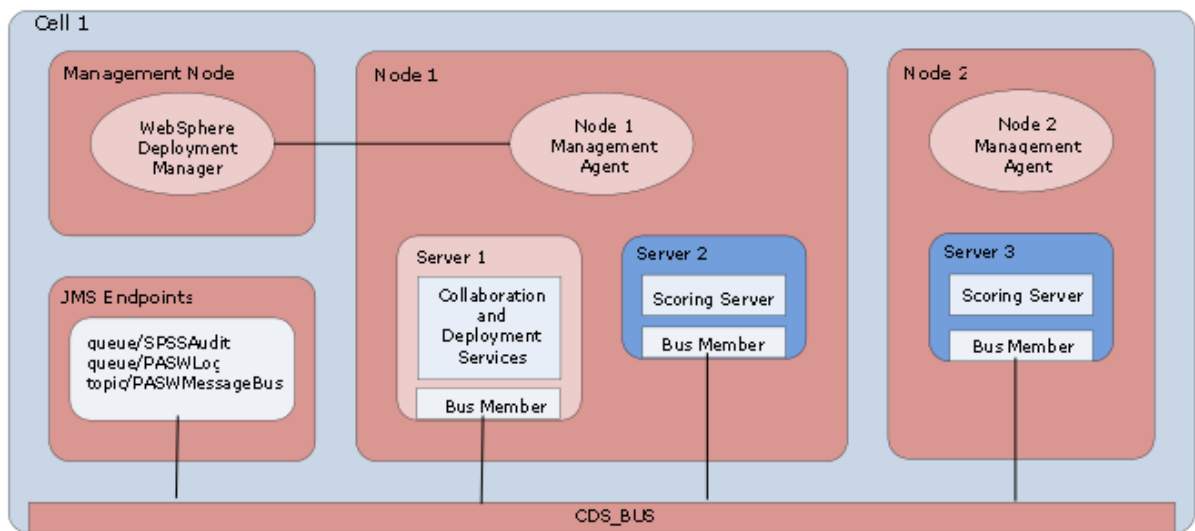 Cell 1
Management Node
WebSphere
Deployment
Manager
Node 1
Node 1
Management
Agent
Node 2
Node 2
Management
Agent
JMS Endpoints
queue/SPSSAudit
queue/PASWLog
topic/PASWMessageBus
Server 1
Collaboration
and
Deployment
Services
Bus Member
Server 2
Scoring Server
Bus Member
Server 3
Scoring Server
Bus Member
CDS_BUS